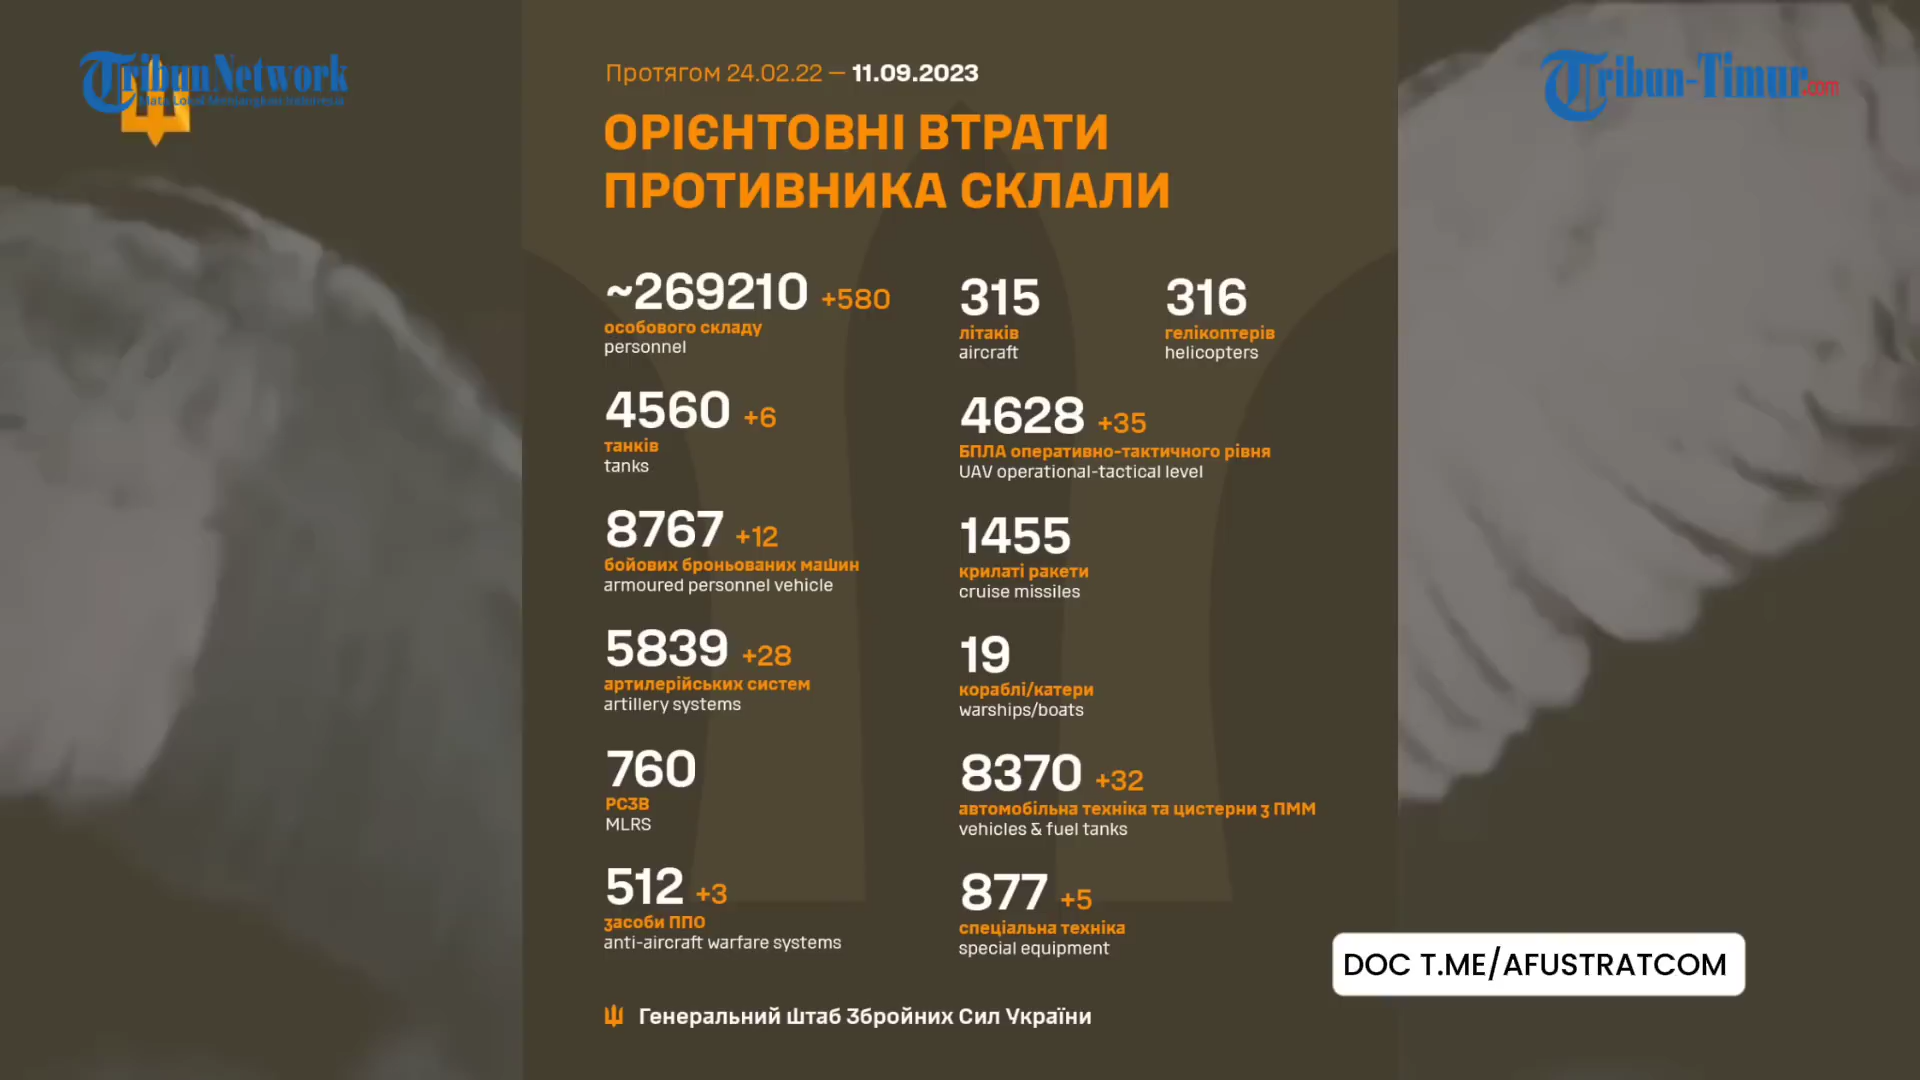 Tribun Network
Mata Lokal Menjangkau Indonesia
Tribun-Timur.com
Протягом 24.02.22 — 11.09.2023
ОРІЄНТОВНІ ВТРАТИ
ПРОТИВНИКА СКЛАЛИ
~269210 +580
особового складу
personnel
315
літаків
aircraft
316
гелікоптерів
helicopters
4560 +6
танків
tanks
4628 +35
БПЛА оперативно-тактичного рівня
UAV operational-tactical level
8767 +12
бойових броньованих машин
armoured personnel vehicle
1455
крилаті ракети
cruise missiles
5839 +28
артилерійських систем
artillery systems
19
кораблі/катери
warships/boats
760
РСЗВ
MLRS
8370 +32
автомобільна техніка та цистерни з ПММ
vehicles & fuel tanks
512 +3
засоби ППО
anti-aircraft warfare systems
877 +5
спеціальна техніка
special equipment
DOC T.ME/AFUSTRATCOM
Генеральний штаб Збройних Сил України